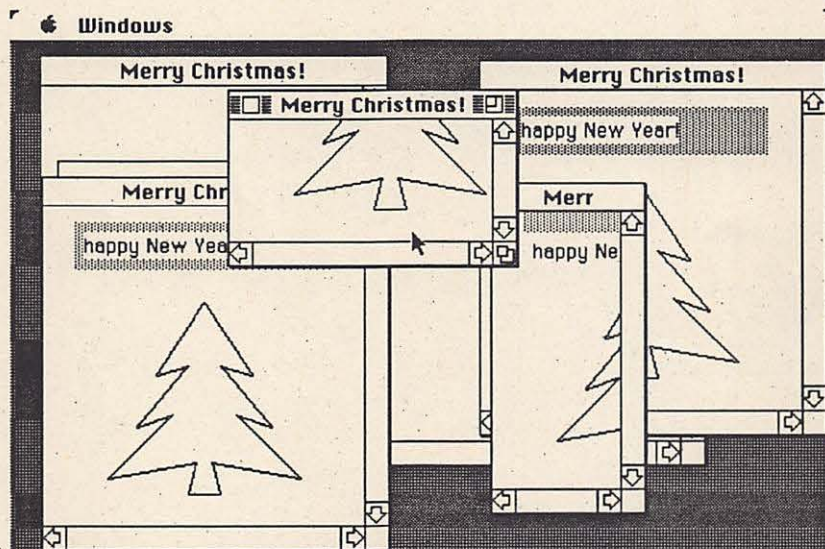 Windows
Merry Christmas!
Merry Christmas!
Merry Christmas!
happy New Year!
Merry Chr
Merr
happy New Yea
happy Ne